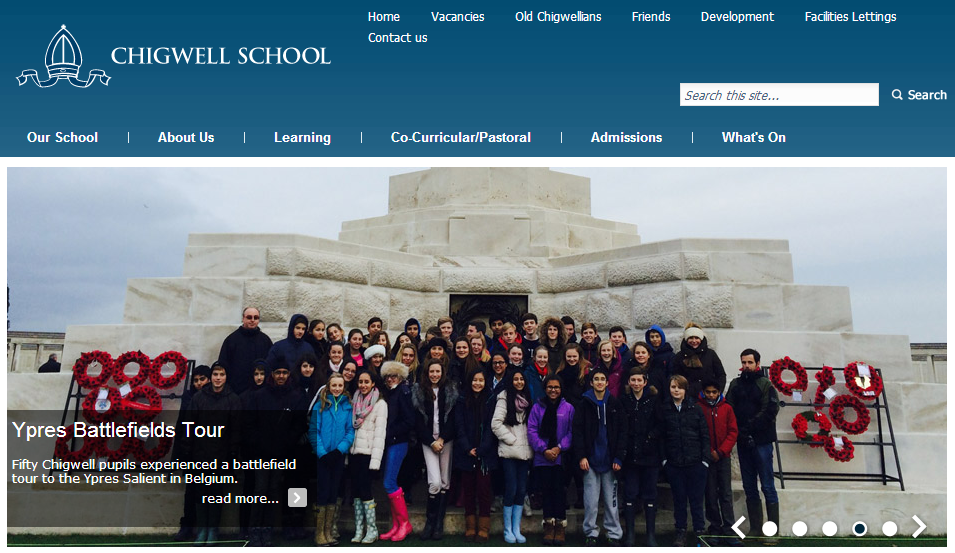 Home Vacancies Old Chigwellians Friends Development Facilities Lettings
Contact us
CHIGWELL SCHOOL
Search this site...
Search
Our School | About Us | Learning | Co-Curricular/Pastoral | Admissions | What's On
Ypres Battlefields Tour
Fifty Chigwell pupils experienced a battlefield
tour to the Ypres Salient in Belgium.
read more...